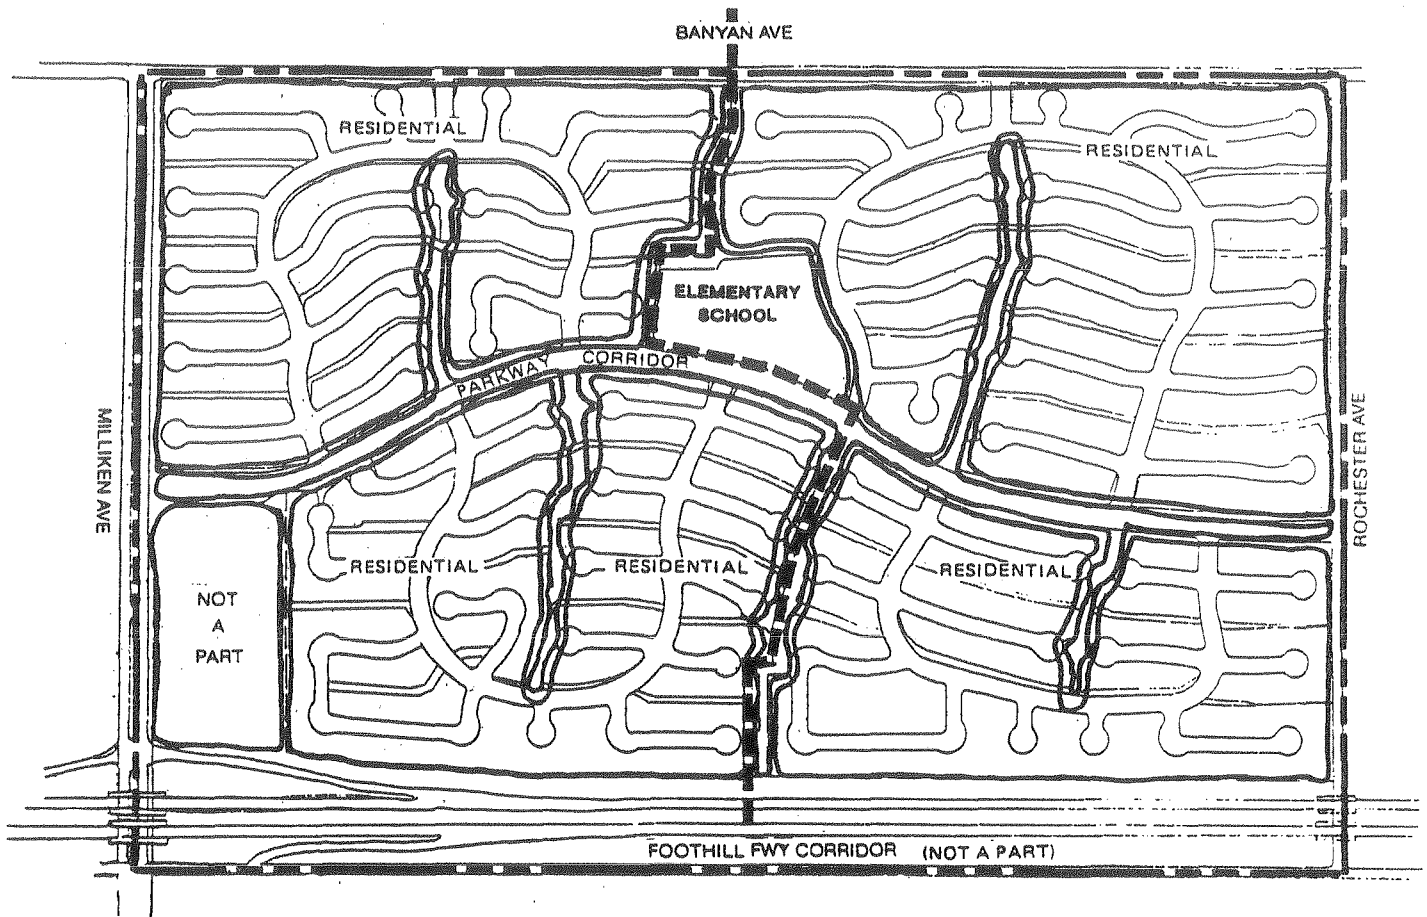 BANYAN AVE
RESIDENTIAL
RESIDENTIAL
ELEMENTARY
SCHOOL
PARKWAY CORRIDOR
MILLIKEN AVE
ROCHESTER AVE
RESIDENTIAL
RESIDENTIAL
RESIDENTIAL
NOT
A
PART
FOOTHILL FWY CORRIDOR (NOT A PART)